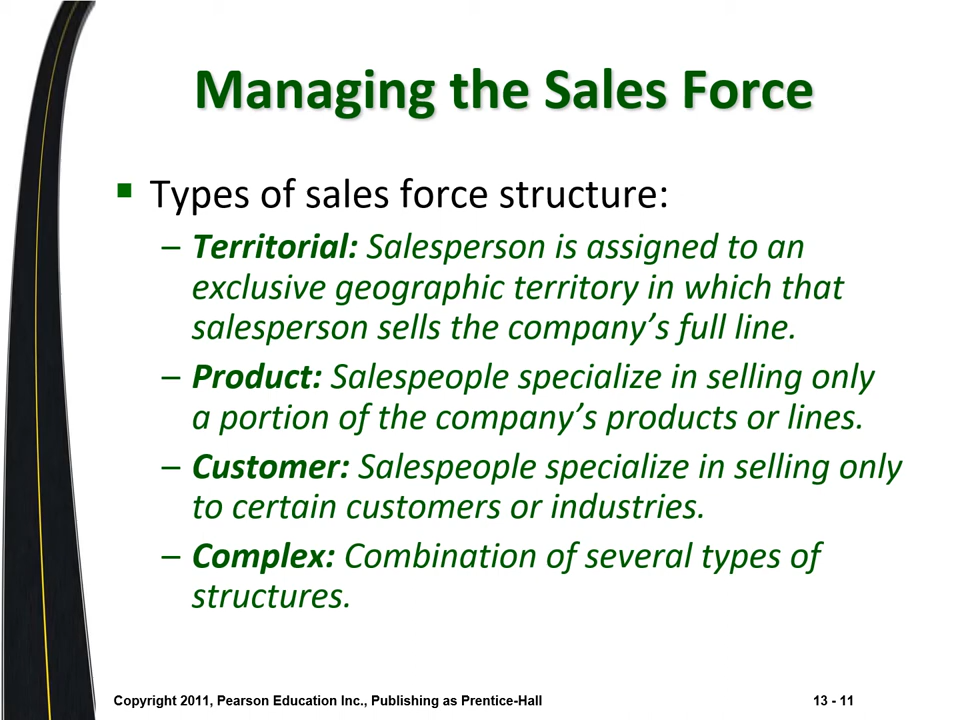 Managing the Sales Force
▪ Types of sales force structure:
– Territorial: Salesperson is assigned to an
exclusive geographic territory in which that
salesperson sells the company’s full line.
– Product: Salespeople specialize in selling only
a portion of the company’s products or lines.
– Customer: Salespeople specialize in selling only
to certain customers or industries.
– Complex: Combination of several types of
structures.
Copyright 2011, Pearson Education Inc., Publishing as Prentice-Hall
13 - 11